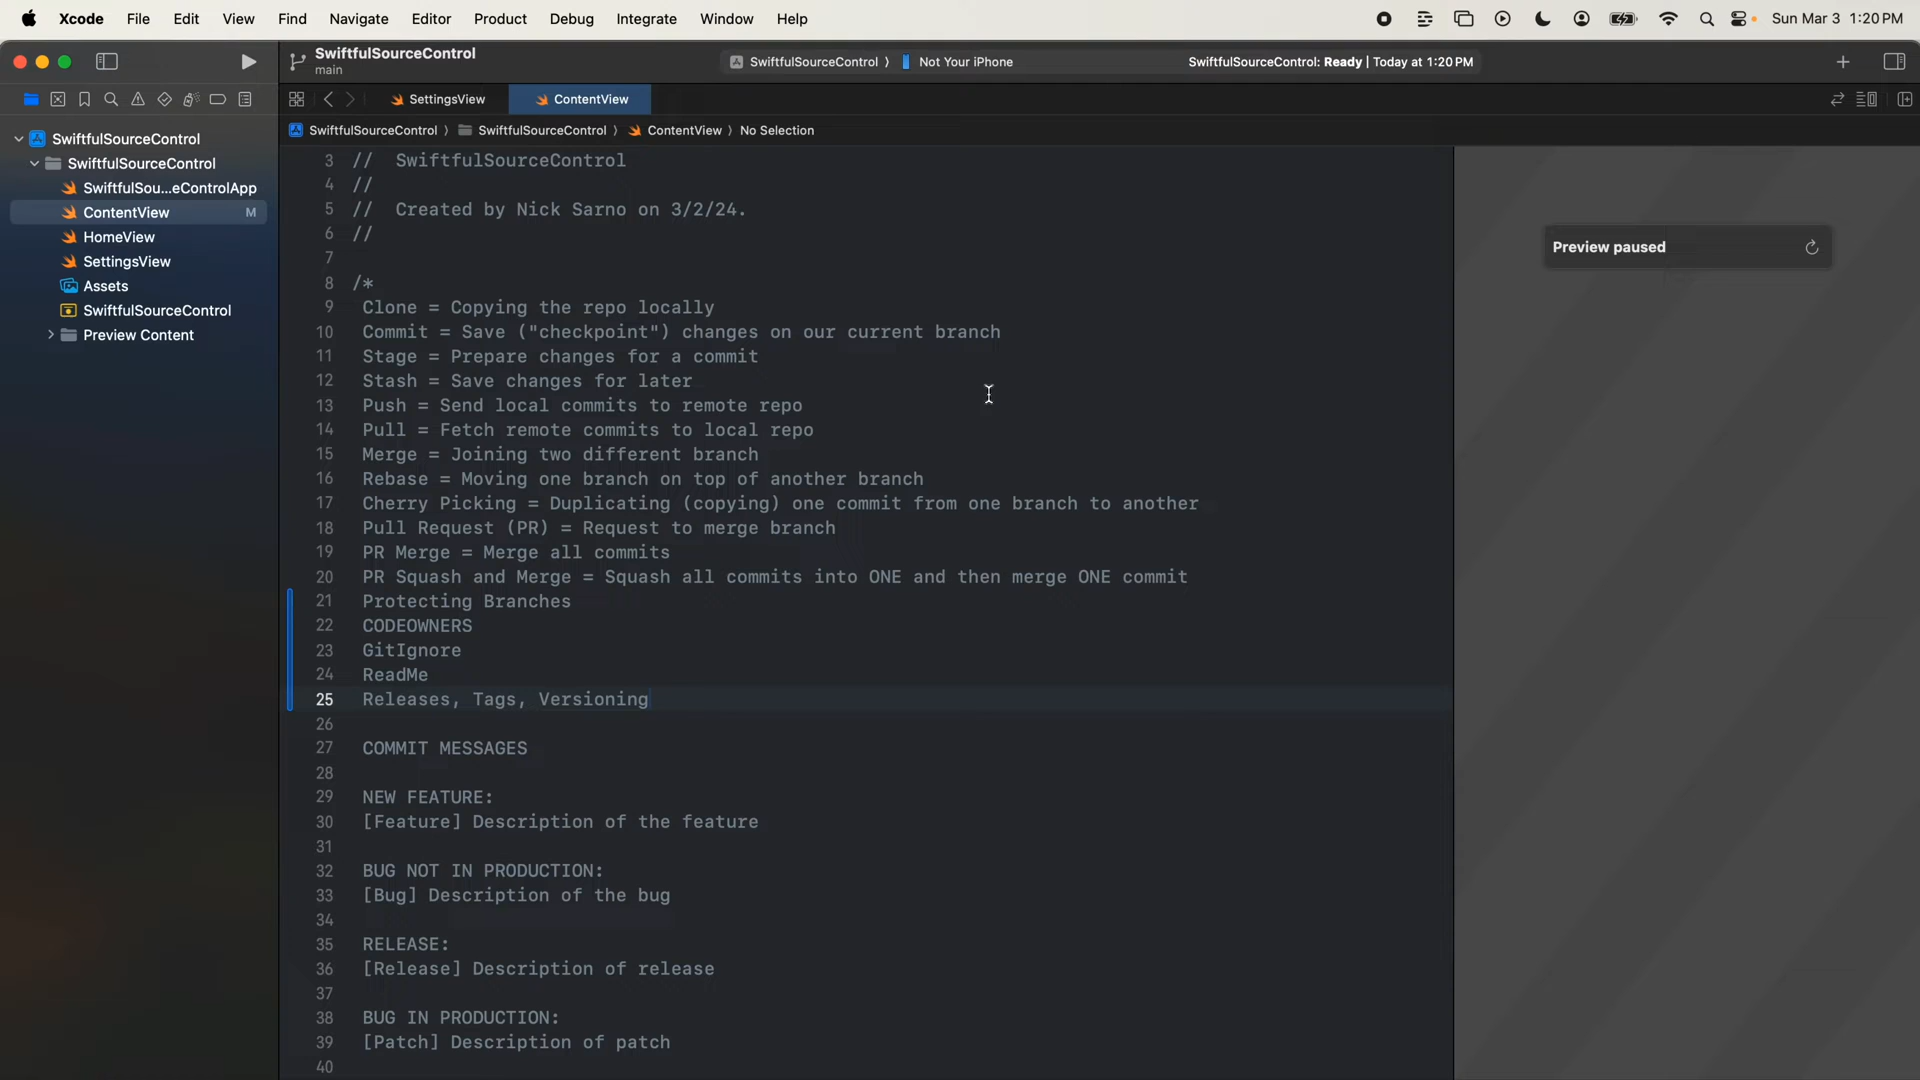 Xcode File Edit View Find Navigate Editor Product Debug Integrate Window Help Sun Mar 3 1:20 PM
SwiftfulSourceControl
main
SwiftfulSourceControl 〉 Not Your iPhone
SwiftfulSourceControl: Ready | Today at 1:20 PM
SettingsView
ContentView
SwiftfulSourceControl 〉 SwiftfulSourceControl 〉 ContentView 〉 No Selection
SwiftfulSourceControl
SwiftfulSourceControl
SwiftfulSou...eControlApp
ContentView M
HomeView
SettingsView
Assets
SwiftfulSourceControl
Preview Content
3 // SwiftfulSourceControl
4 //
5 // Created by Nick Sarno on 3/2/24.
6 //
7
8 /*
9 Clone = Copying the repo locally
10 Commit = Save ("checkpoint") changes on our current branch
11 Stage = Prepare changes for a commit
12 Stash = Save changes for later
13 Push = Send local commits to remote repo
14 Pull = Fetch remote commits to local repo
15 Merge = Joining two different branch
16 Rebase = Moving one branch on top of another branch
17 Cherry Picking = Duplicating (copying) one commit from one branch to another
18 Pull Request (PR) = Request to merge branch
19 PR Merge = Merge all commits
20 PR Squash and Merge = Squash all commits into ONE and then merge ONE commit
21 Protecting Branches
22 CODEOWNERS
23 GitIgnore
24 ReadMe
25 Releases, Tags, Versioning
26
27 COMMIT MESSAGES
28
29 NEW FEATURE:
30 [Feature] Description of the feature
31
32 BUG NOT IN PRODUCTION:
33 [Bug] Description of the bug
34
35 RELEASE:
36 [Release] Description of release
37
38 BUG IN PRODUCTION:
39 [Patch] Description of patch
40
Preview paused